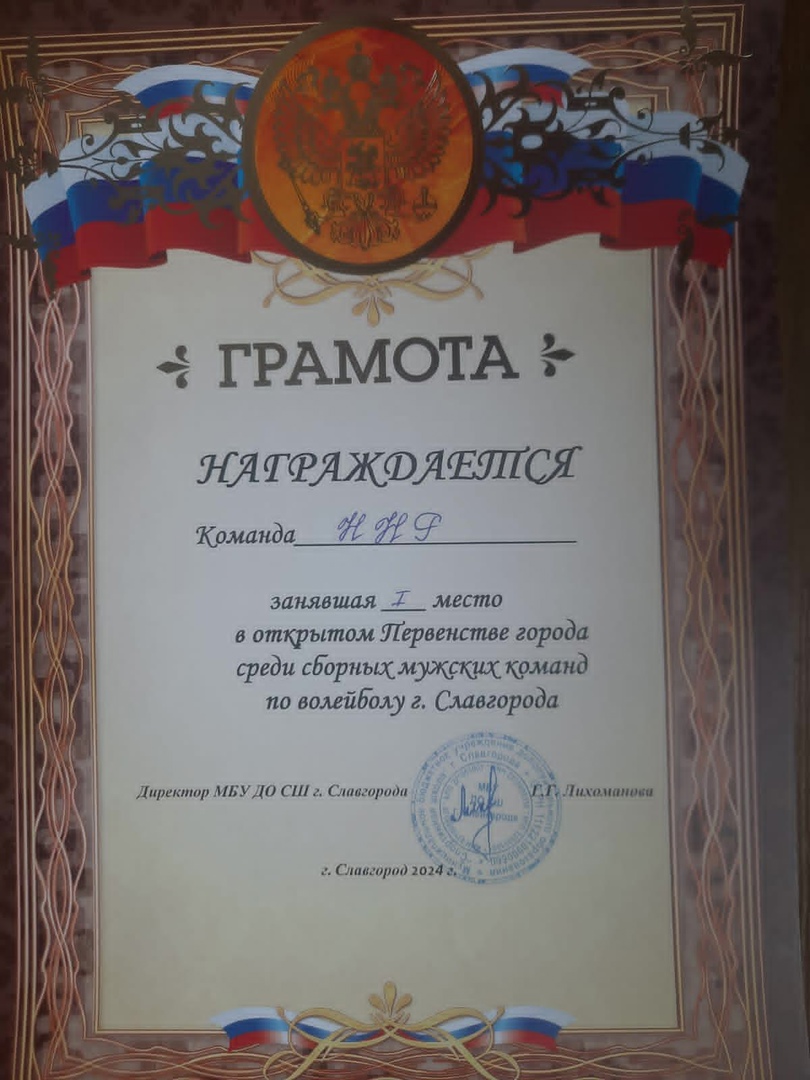 ГРАМОТА
НАГРАЖДАЕТСЯ
Команда ННР
занявшая I место
в открытом Первенстве города
среди сборных мужских команд
по волейболу г. Славгорода
Директор МБУ ДО СШ г. Славгорода Г.Г. Лихоманова
г. Славгород 2024 г.